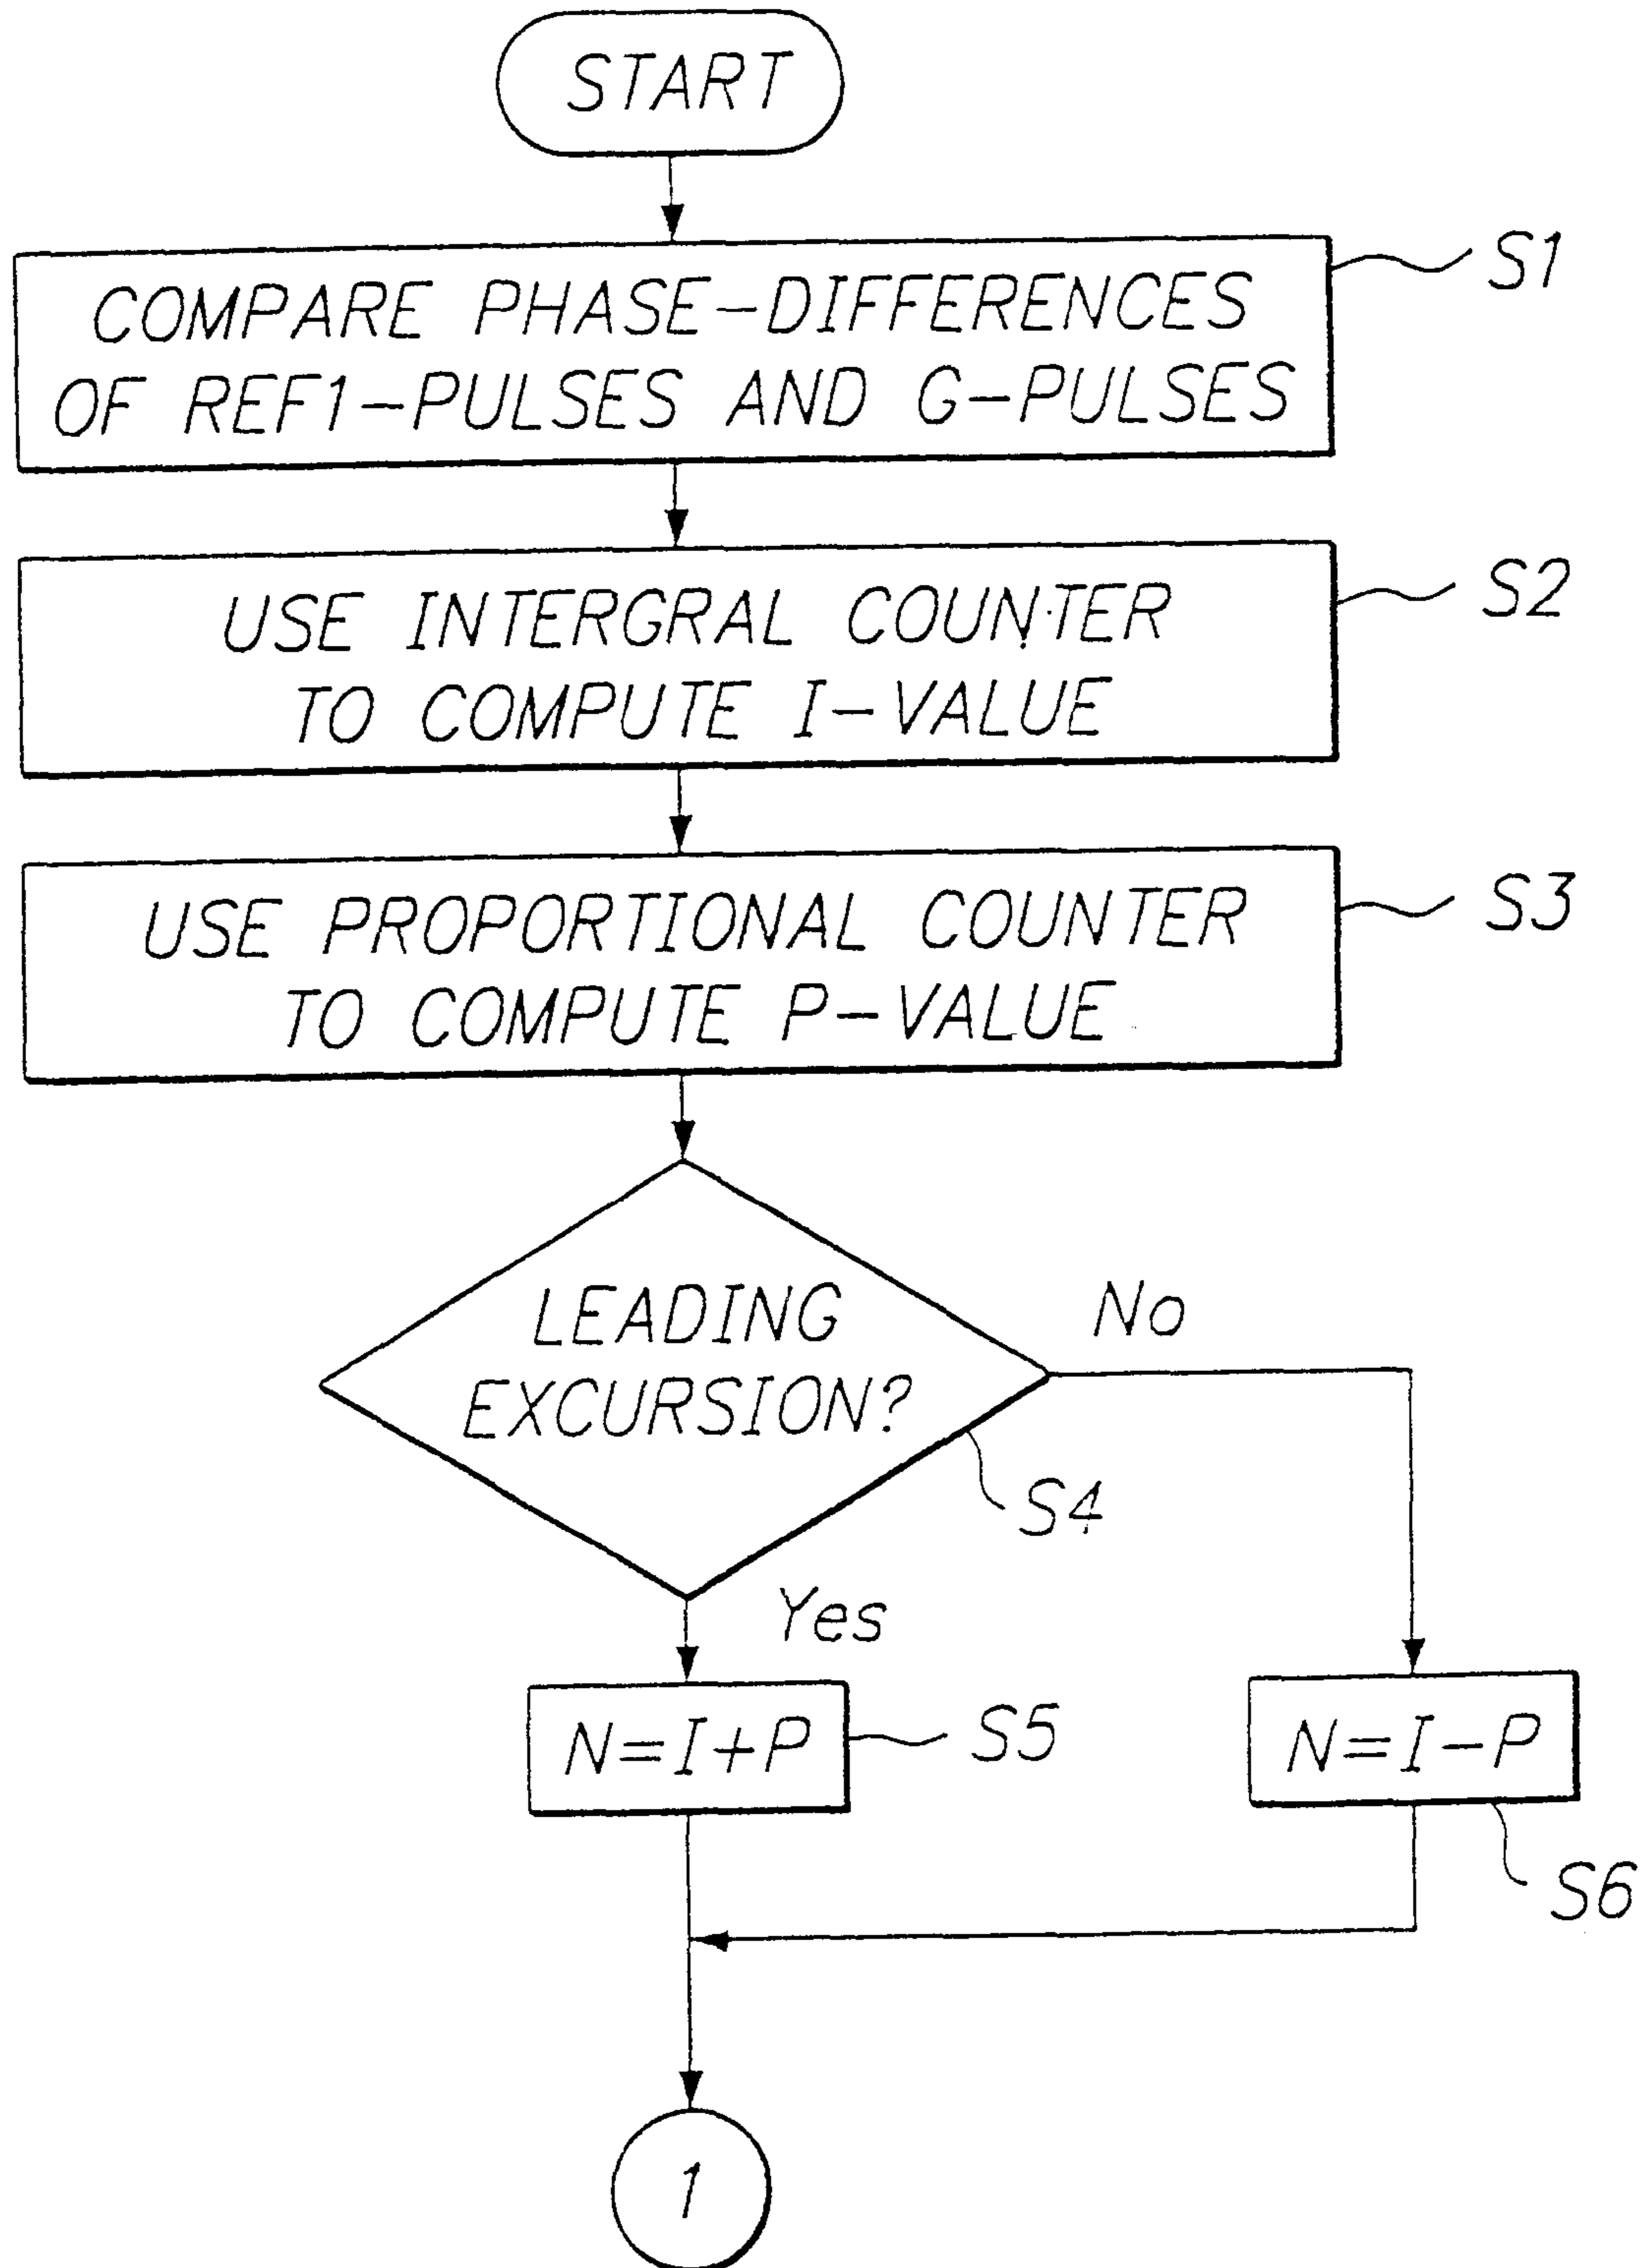 START
COMPARE PHASE-DIFFERENCES
OF REF1-PULSES AND G-PULSES
S1
USE INTERGRAL COUNTER
TO COMPUTE I-VALUE
S2
USE PROPORTIONAL COUNTER
TO COMPUTE P-VALUE
S3
LEADING
EXCURSION?
No
S4
Yes
N=I+P
S5
N=I-P
S6
1